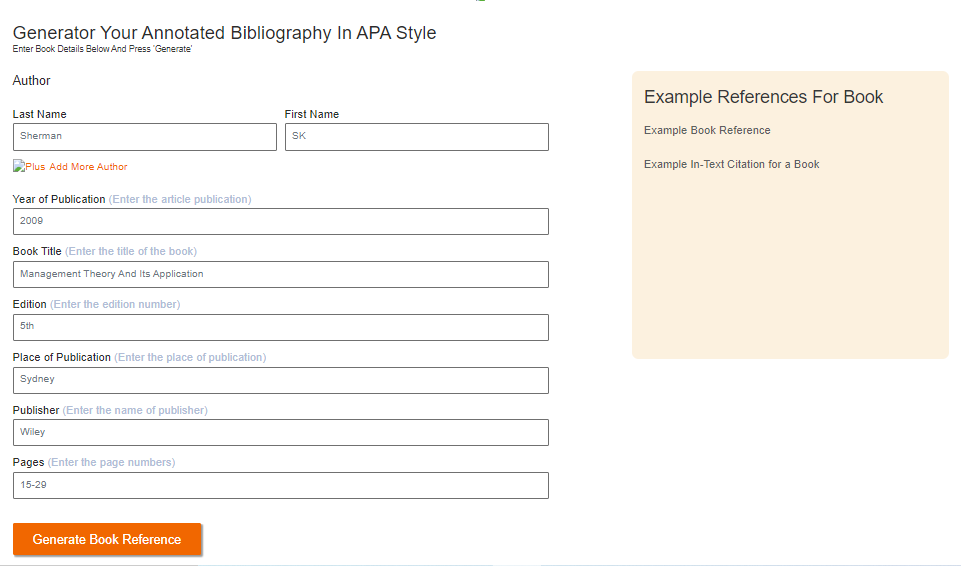 Generator Your Annotated Bibliography In APA Style
Enter Book Details Below And Press 'Generate'
Author
Last Name
First Name
Sherman
SK
Plus Add More Author
Year of Publication (Enter the article publication)
2009
Book Title (Enter the title of the book)
Management Theory And Its Application
Edition (Enter the edition number)
5th
Place of Publication (Enter the place of publication)
Sydney
Publisher (Enter the name of publisher)
Wiley
Pages (Enter the page numbers)
15-29
Generate Book Reference
Example References For Book
Example Book Reference
Example In-Text Citation for a Book